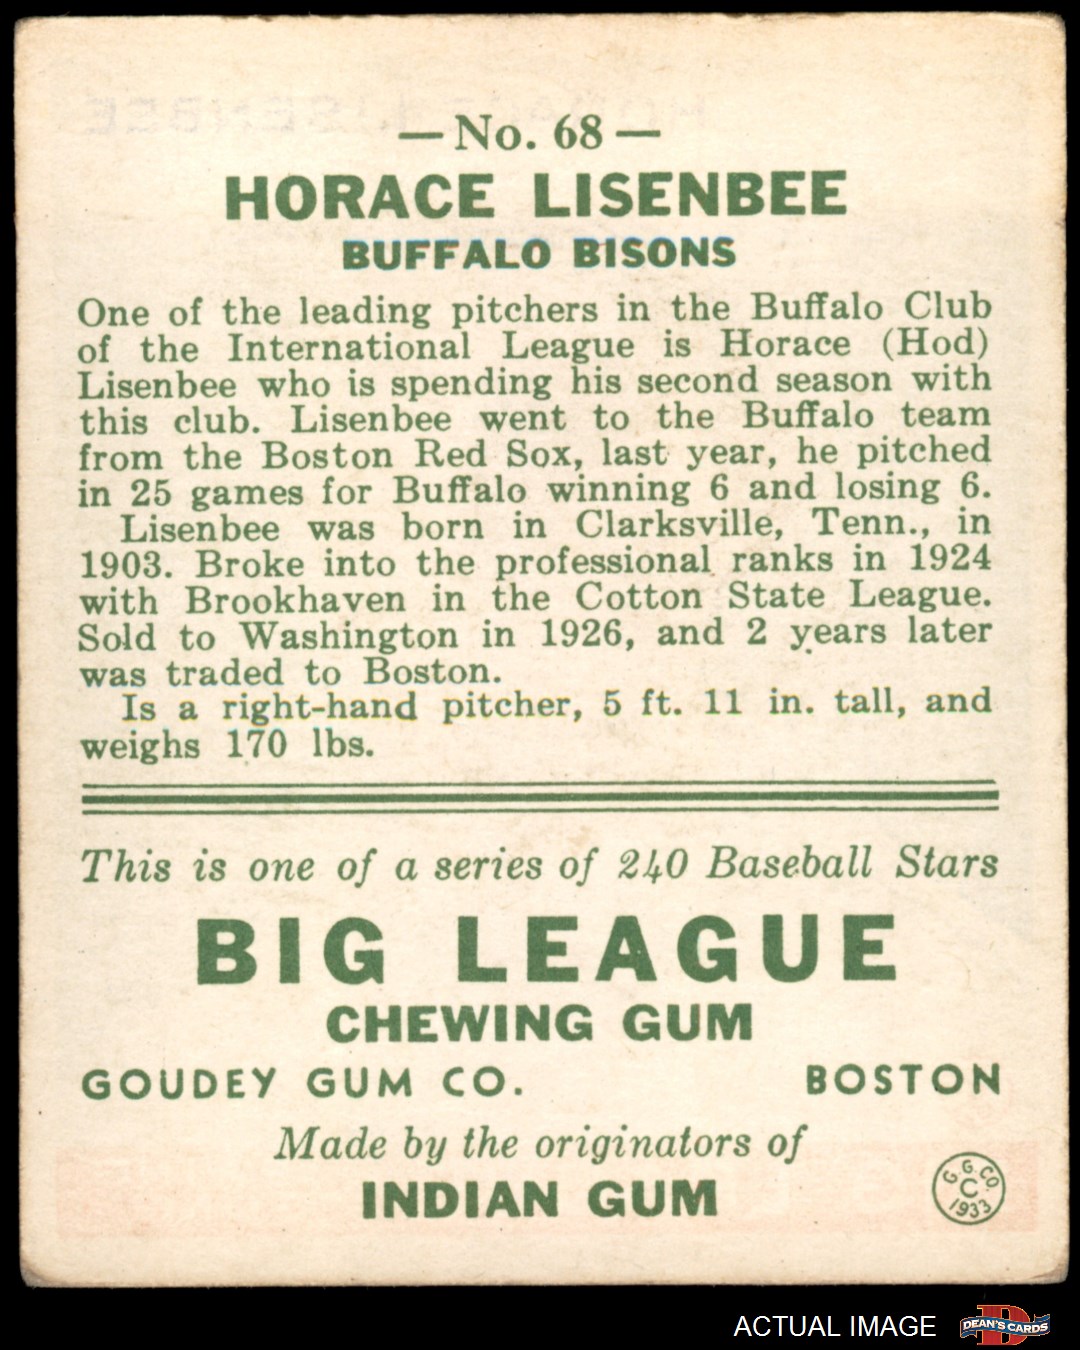 — No. 68 —
HORACE LISENBEE
BUFFALO BISONS
One of the leading pitchers in the Buffalo Club
of the International League is Horace (Hod)
Lisenbee who is spending his second season with
this club. Lisenbee went to the Buffalo team
from the Boston Red Sox, last year, he pitched
in 25 games for Buffalo winning 6 and losing 6.
Lisenbee was born in Clarksville, Tenn., in
1903. Broke into the professional ranks in 1924
with Brookhaven in the Cotton State League.
Sold to Washington in 1926, and 2 years later
was traded to Boston.
Is a right-hand pitcher, 5 ft. 11 in. tall, and
weighs 170 lbs.
This is one of a series of 240 Baseball Stars
BIG LEAGUE
CHEWING GUM
GOUDEY GUM CO. BOSTON
Made by the originators of
INDIAN GUM
G. G. CO.
C
1933
ACTUAL IMAGE
DEAN'S CARDS